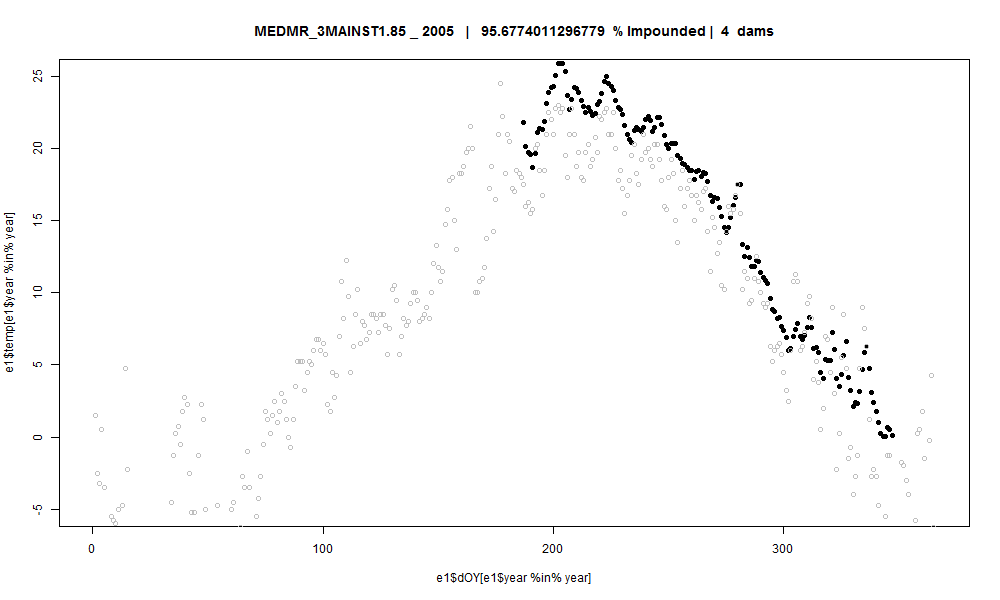 MEDMR_3MAINST1.85 _ 2005 | 95.6774011296779 % Impounded | 4 dams
25
20
15
10
5
0
-5
e1$temp[e1$year %in% year]
0 100 200 300
e1$dOY[e1$year %in% year]